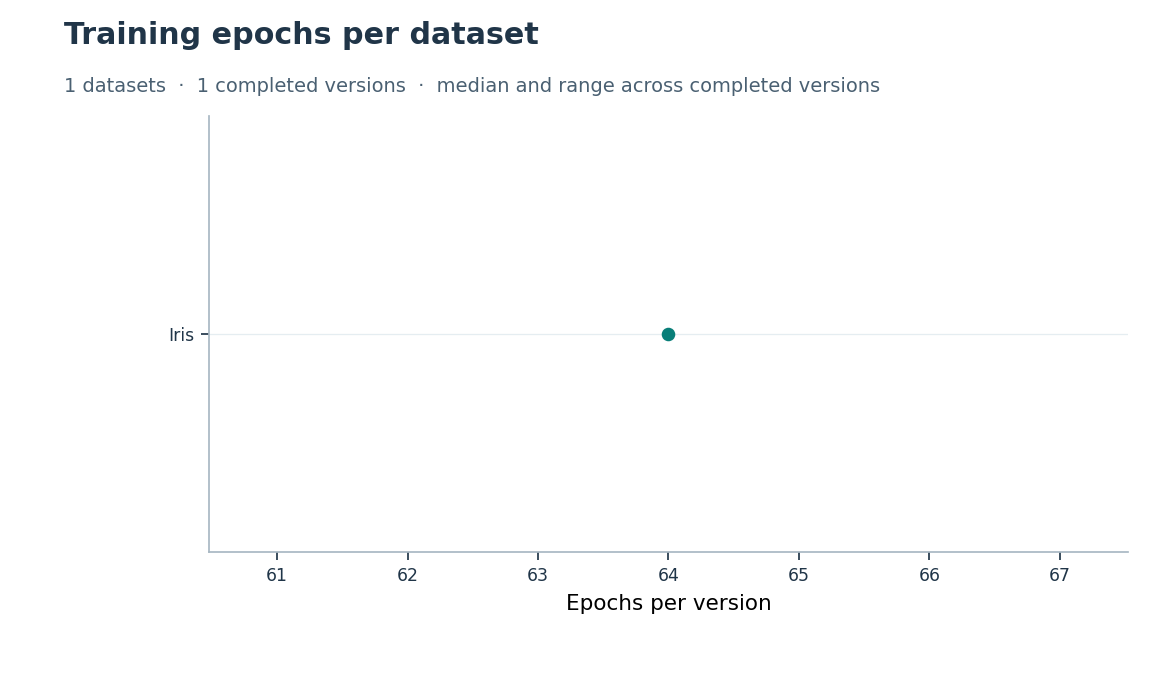 Training epochs per dataset
1 datasets · 1 completed versions · median and range across completed versions
Iris
61 62 63 64 65 66 67
Epochs per version